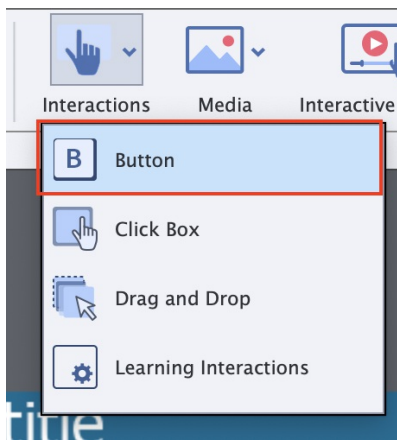 Interactions Media Interactive
B Button
Click Box
Drag and Drop
Learning Interactions
title